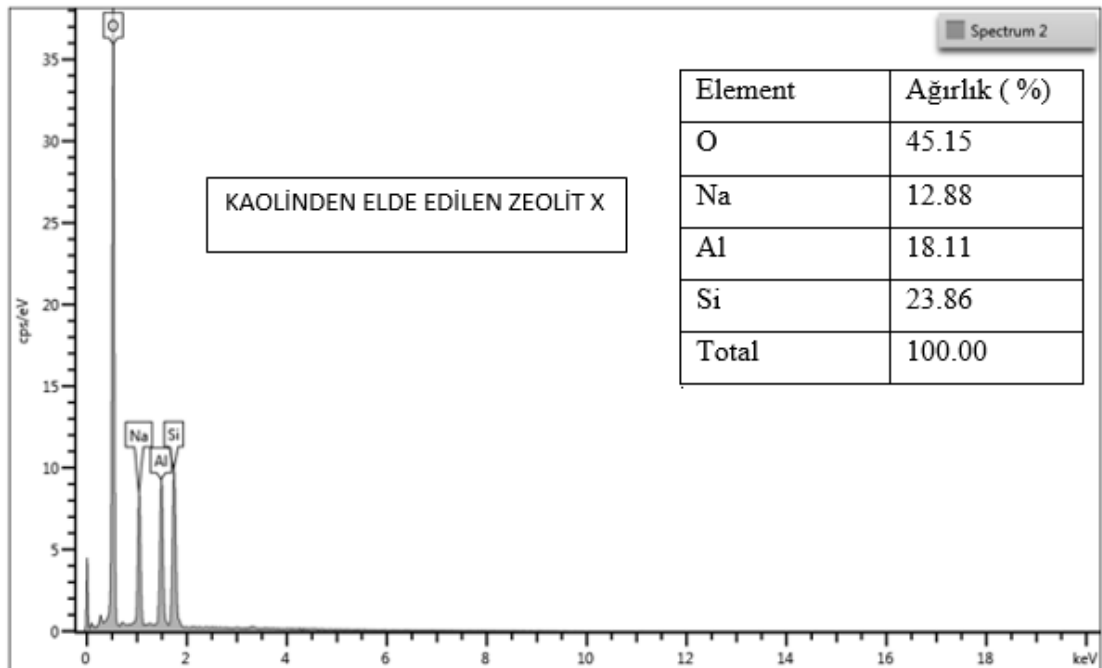 Spectrum 2
Element Ağırlık ( %)
O 45.15
Na 12.88
Al 18.11
Si 23.86
Total 100.00
KAOLİNDEN ELDE EDİLEN ZEOLİT X
O
Na
Al
Si
cps/eV
35
30
25
20
15
10
5
0
0 2 4 6 8 10 12 14 16 18 keV